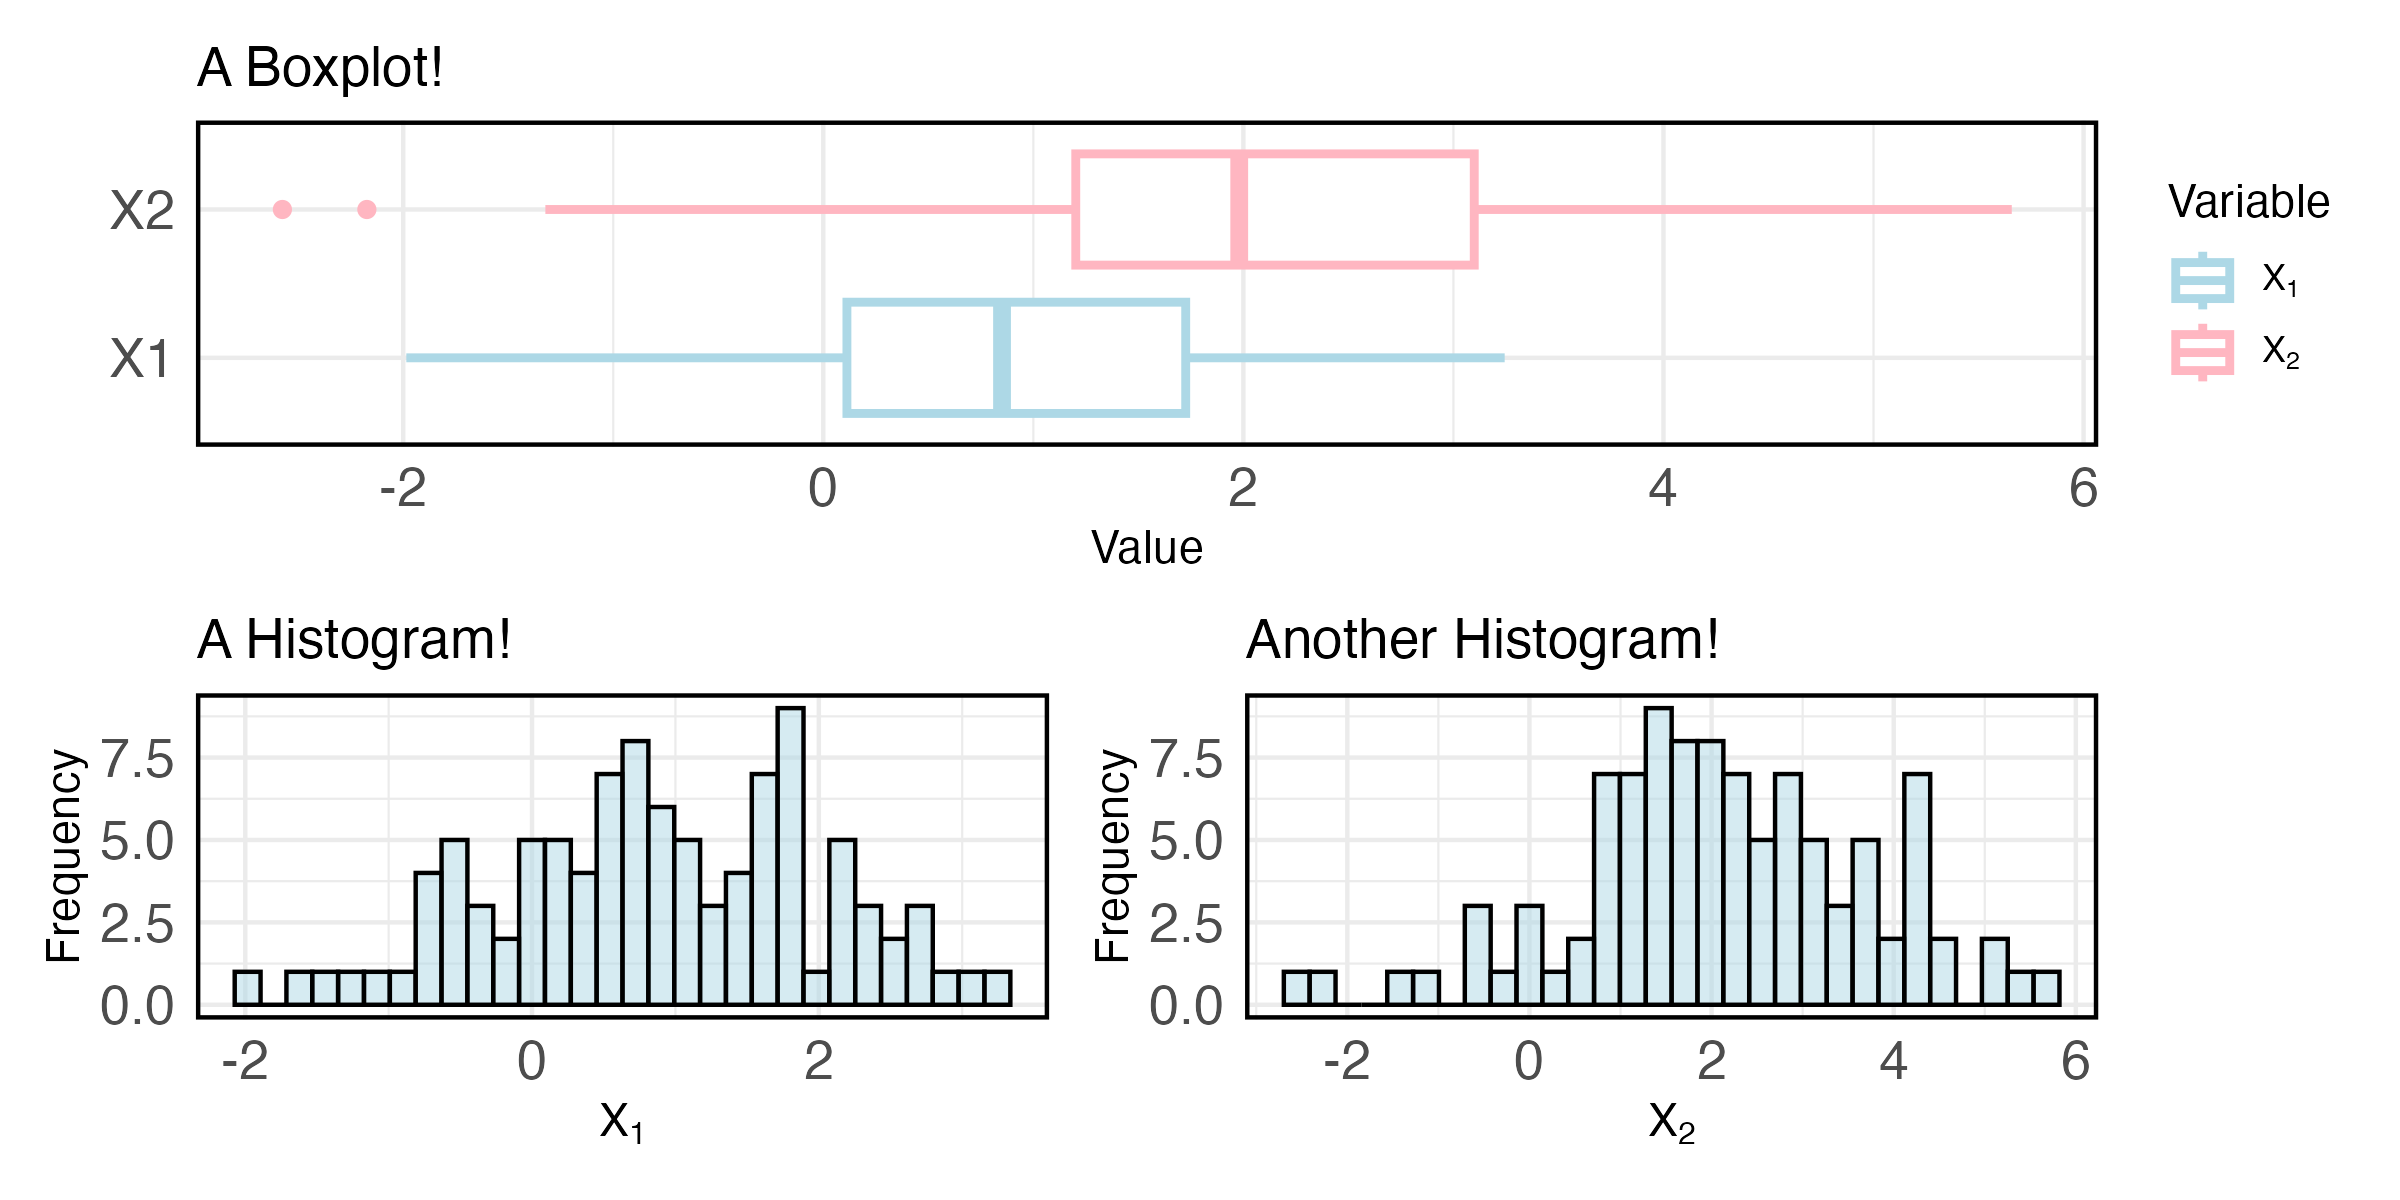 A Boxplot!
X2
X1
-2 0 2 4 6
Value
Variable
X₁
X₂
A Histogram!
Frequency
7.5
5.0
2.5
0.0
-2 0 2
X₁
Another Histogram!
Frequency
7.5
5.0
2.5
0.0
-2 0 2 4 6
X₂